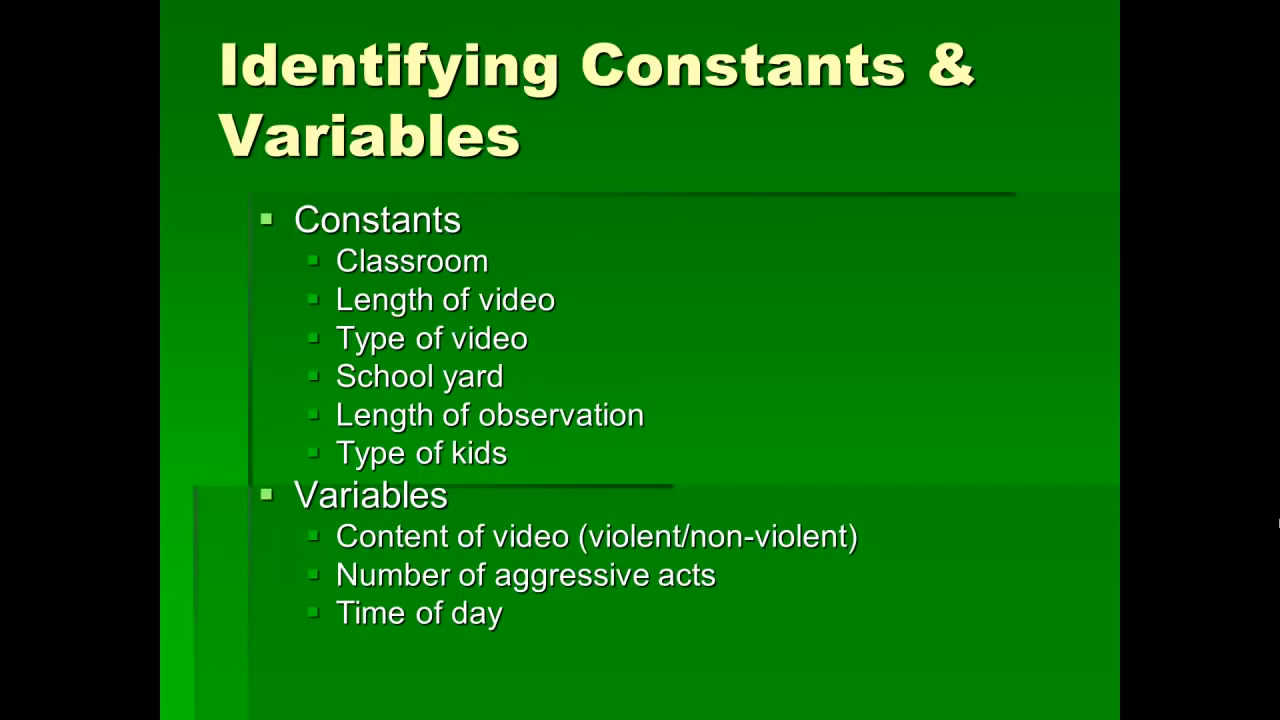 Identifying Constants &
Variables
Constants
Classroom
Length of video
Type of video
School yard
Length of observation
Type of kids
Variables
Content of video (violent/non-violent)
Number of aggressive acts
Time of day